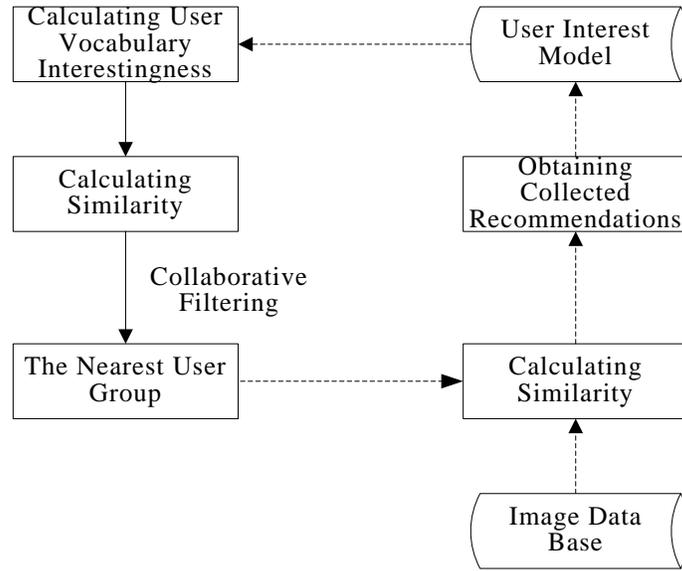 Calculating User
Vocabulary
Interestingness
User Interest
Model
Calculating
Similarity
Obtaining
Collected
Recommendations
Collaborative
Filtering
The Nearest User
Group
Calculating
Similarity
Image Data
Base